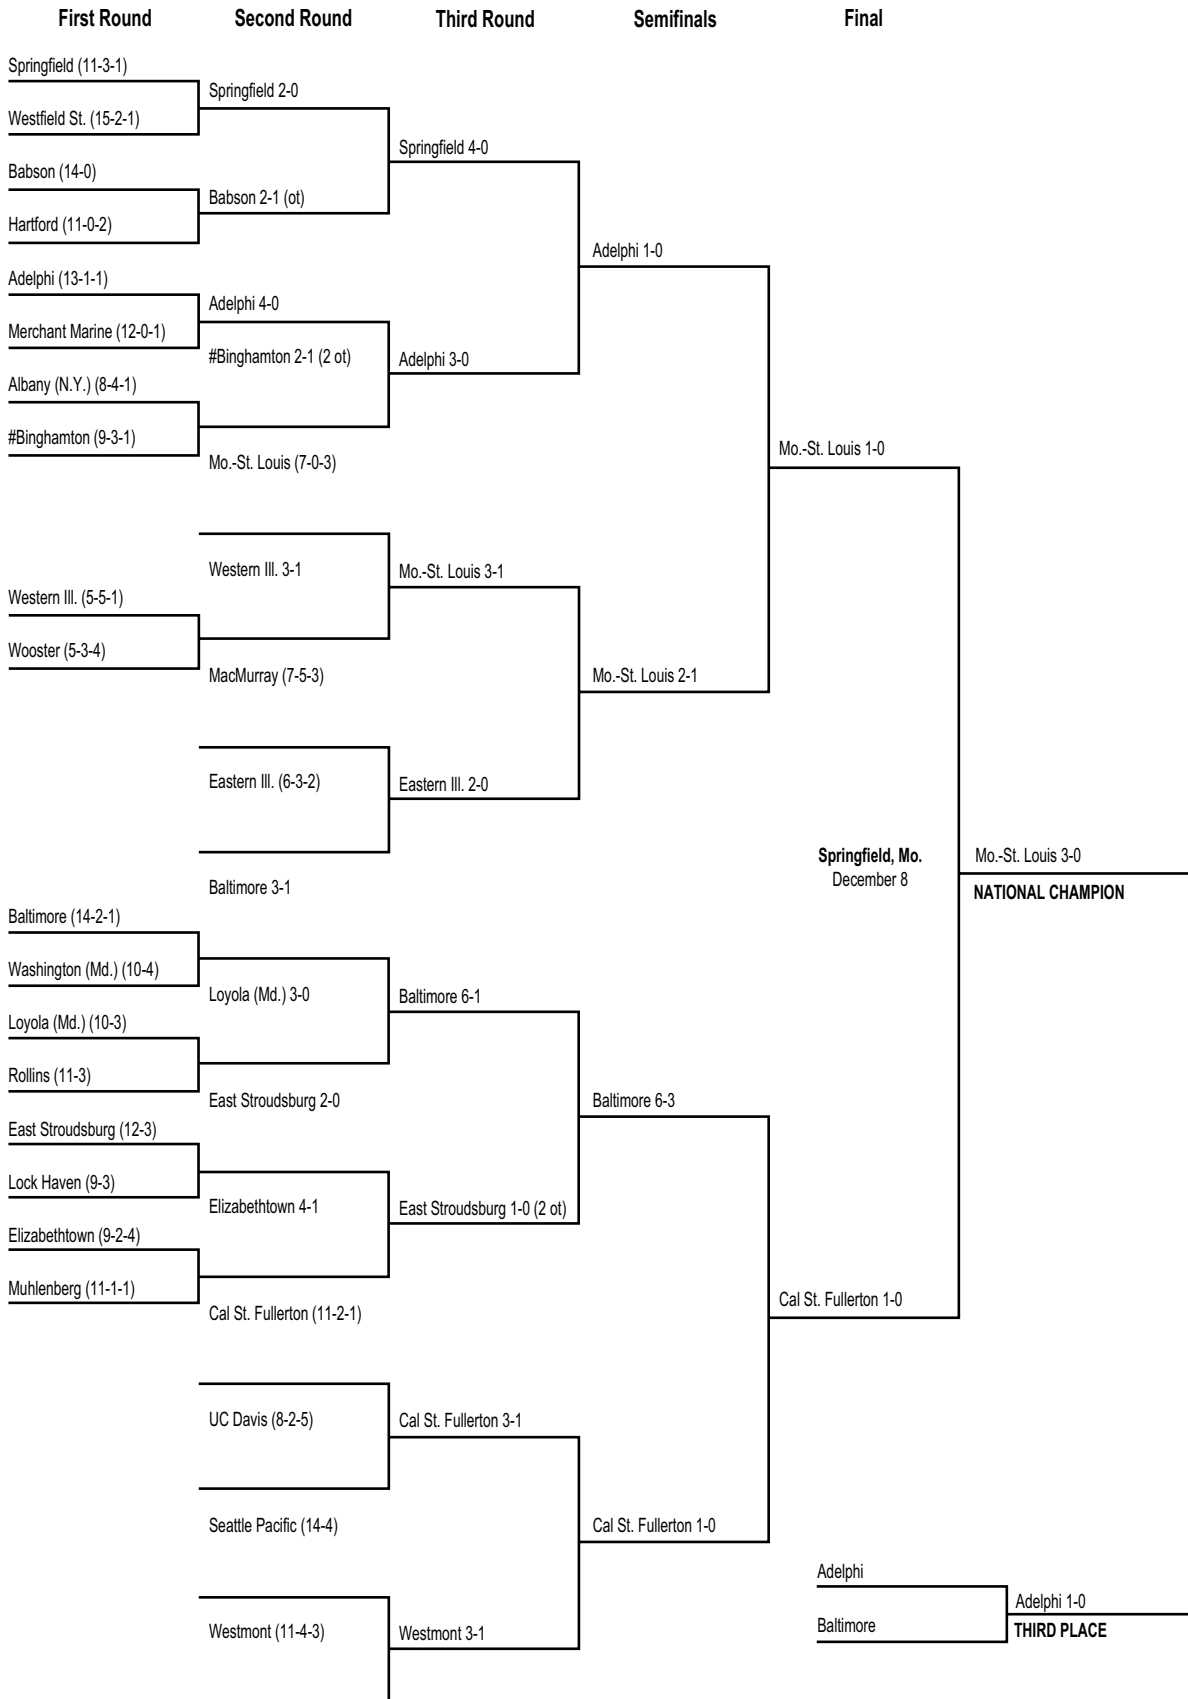 First Round
Second Round
Third Round
Semifinals
Final
Springfield (11-3-1)
Westfield St. (15-2-1)
Babson (14-0)
Hartford (11-0-2)
Adelphi (13-1-1)
Merchant Marine (12-0-1)
Albany (N.Y.) (8-4-1)
#Binghamton (9-3-1)
Western Ill. (5-5-1)
Wooster (5-3-4)
Baltimore (14-2-1)
Washington (Md.) (10-4)
Loyola (Md.) (10-3)
Rollins (11-3)
East Stroudsburg (12-3)
Lock Haven (9-3)
Elizabethtown (9-2-4)
Muhlenberg (11-1-1)
Springfield 2-0
Babson 2-1 (ot)
Adelphi 4-0
#Binghamton 2-1 (2 ot)
Mo.-St. Louis (7-0-3)
Western Ill. 3-1
MacMurray (7-5-3)
Eastern Ill. (6-3-2)
Baltimore 3-1
Loyola (Md.) 3-0
East Stroudsburg 2-0
Elizabethtown 4-1
Cal St. Fullerton (11-2-1)
UC Davis (8-2-5)
Seattle Pacific (14-4)
Westmont (11-4-3)
Springfield 4-0
Adelphi 3-0
Mo.-St. Louis 3-1
Eastern Ill. 2-0
Baltimore 6-1
East Stroudsburg 1-0 (2 ot)
Cal St. Fullerton 3-1
Westmont 3-1
Adelphi 1-0
Mo.-St. Louis 2-1
Baltimore 6-3
Cal St. Fullerton 1-0
Mo.-St. Louis 1-0
Cal St. Fullerton 1-0
Springfield, Mo.
December 8
Mo.-St. Louis 3-0
NATIONAL CHAMPION
Adelphi
Baltimore
Adelphi 1-0
THIRD PLACE